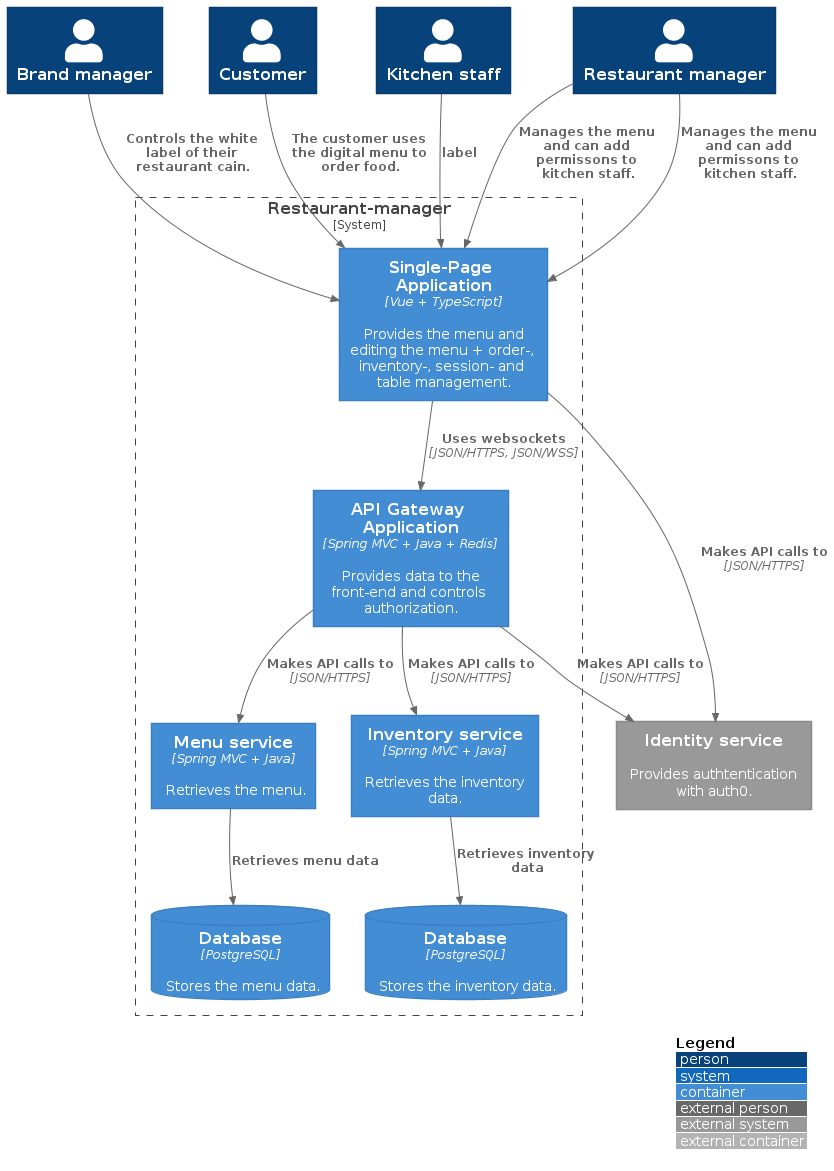 Brand manager
Customer
Kitchen staff
Restaurant manager
Controls the white
label of their
restaurant cain.
The customer uses
the digital menu to
order food.
label
Manages the menu
and can add
permissons to
kitchen staff.
Manages the menu
and can add
permissons to
kitchen staff.
Restaurant-manager
[System]
Single-Page
Application
[Vue + TypeScript]
Provides the menu and
editing the menu + order-,
inventory-, session- and
table management.
Uses websockets
[JSON/HTTPS, JSON/WSS]
API Gateway
Application
[Spring MVC + Java + Redis]
Provides data to the
front-end and controls
authorization.
Makes API calls to
[JSON/HTTPS]
Makes API calls to
[JSON/HTTPS]
Makes API calls to
[JSON/HTTPS]
Makes API calls to
[JSON/HTTPS]
Menu service
[Spring MVC + Java]
Retrieves the menu.
Inventory service
[Spring MVC + Java]
Retrieves the inventory
data.
Identity service
Provides authtentication
with auth0.
Retrieves menu data
Retrieves inventory
data
Database
[PostgreSQL]
Stores the menu data.
Database
[PostgreSQL]
Stores the inventory data.
Legend
person
system
container
external person
external system
external container